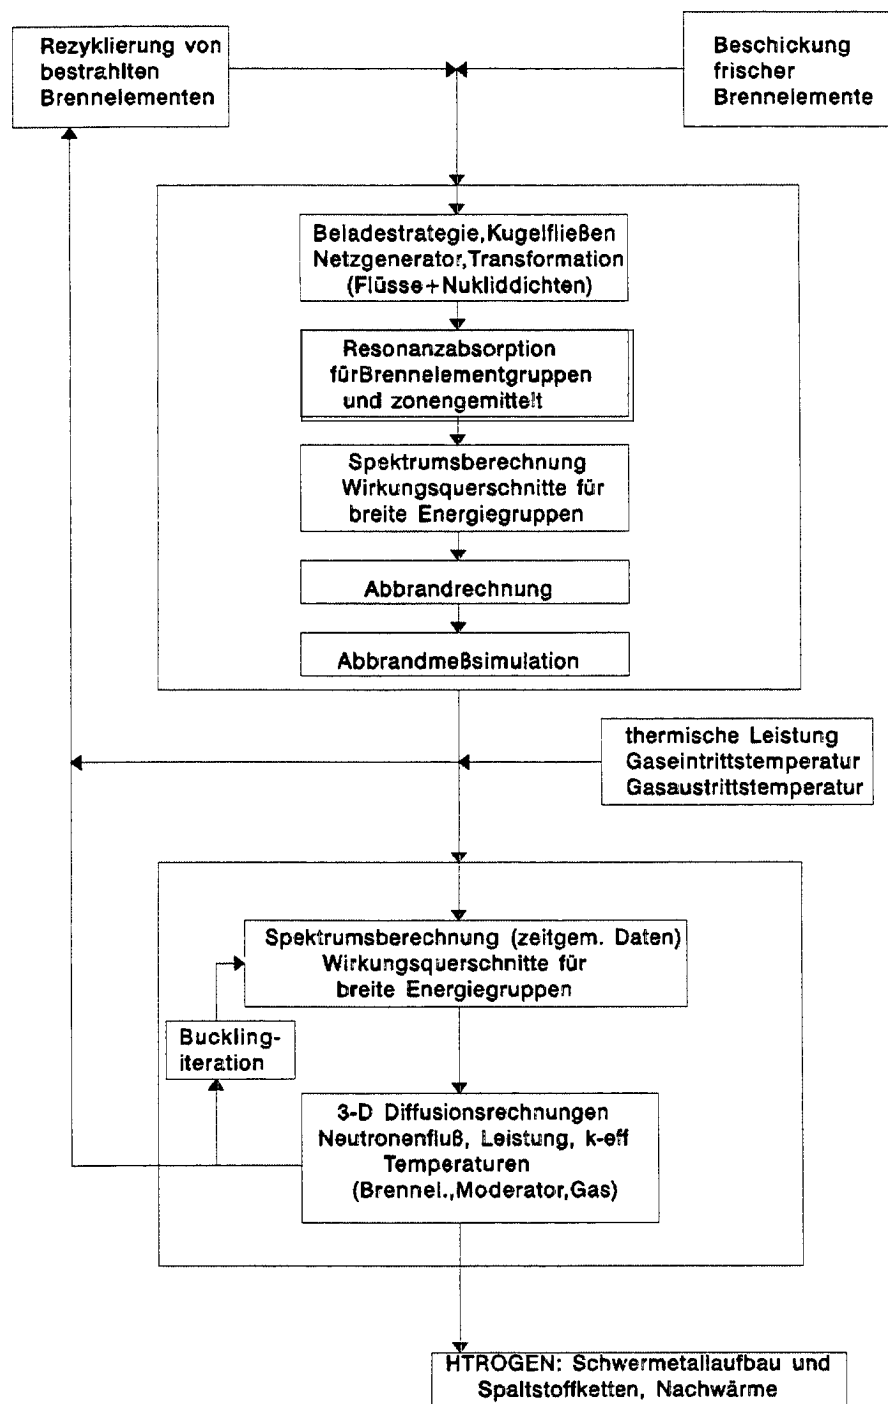 Rezyklierung von
bestrahlten
Brennelementen
Beschickung
frischer
Brennelemente
Beladestrategie,Kugelfließen
Netzgenerator,Transformation
(Flüsse+Nukliddichten)
Resonanzabsorption
fürBrennelementgruppen
und zonengemittelt
Spektrumsberechnung
Wirkungsquerschnitte für
breite Energiegruppen
Abbrandrechnung
Abbrandmeßsimulation
thermische Leistung
Gaseintrittstemperatur
Gasaustrittstemperatur
Spektrumsberechnung (zeitgem. Daten)
Wirkungsquerschnitte für
breite Energiegruppen
Buckling-
iteration
3-D Diffusionsrechnungen
Neutronenfluß, Leistung, k-eff
Temperaturen
(Brennel.,Moderator,Gas)
HTROGEN: Schwermetallaufbau und
Spaltstoffketten, Nachwärme